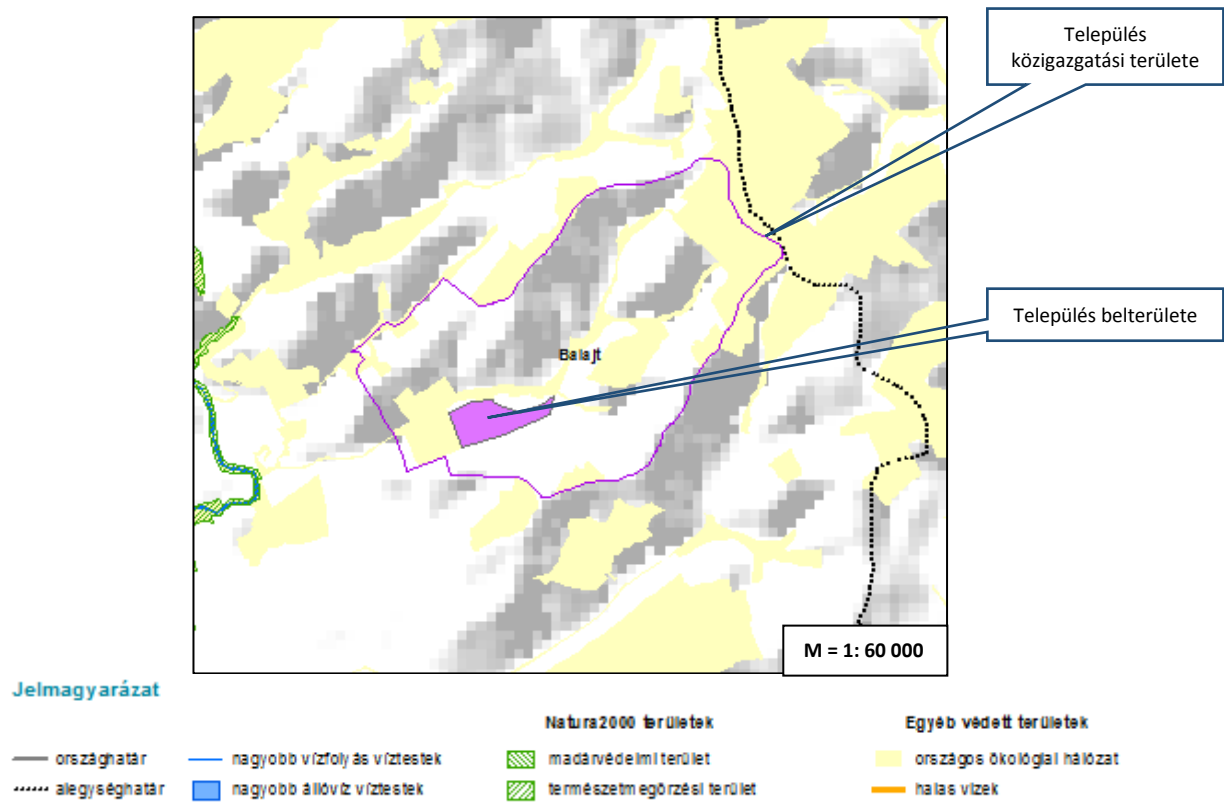 Település
közigazgatási területe
Település belterülete
Balajt
M = 1: 60 000
Jelmagyarázat
Natura2000 területek
Egyéb védett területek
országhatár
nagyobb vízfolyás víztestek
madárvédelmi terület
országos ökológiai hálózat
alegységhatár
nagyobb állóvíz víztestek
természetmegőrzési terület
halas vizek